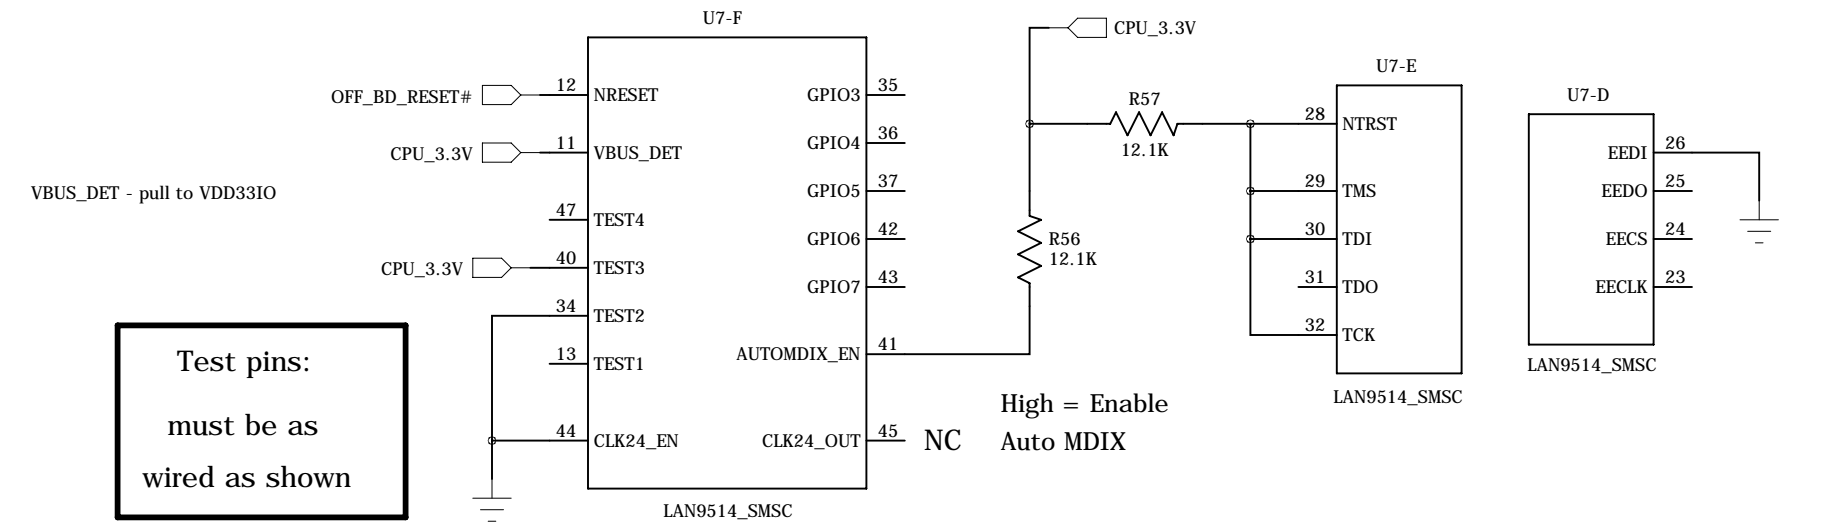 U7-F
OFF_BD_RESET#
12
NRESET
CPU_3.3V
11
VBUS_DET
VBUS_DET - pull to VDD33IO
47
TEST4
CPU_3.3V
40
TEST3
34
TEST2
13
TEST1
44
CLK24_EN
GPIO3
35
GPIO4
36
GPIO5
37
GPIO6
42
GPIO7
43
AUTOMDIX_EN
41
CLK24_OUT
45
NC
LAN9514_SMSC
Test pins:
must be as
wired as shown
CPU_3.3V
R57
12.1K
R56
12.1K
High = Enable
Auto MDIX
U7-E
28
NTRST
29
TMS
30
TDI
31
TDO
32
TCK
LAN9514_SMSC
U7-D
EEDI
26
EEDO
25
EECS
24
EECLK
23
LAN9514_SMSC